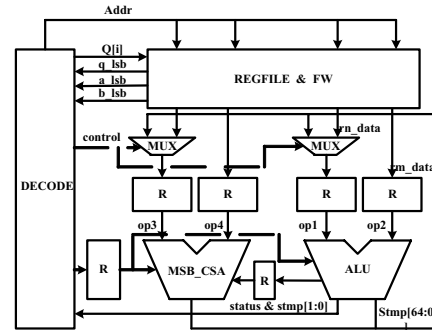 Addr
Q[i]
q_lsb
a_lsb
b_lsb
REGFILE & FW
control
rn_data
MUX
MUX
DECODE
rm_data
R
R
R
R
op3
op4
op1
op2
R
MSB_CSA
R
ALU
status & stmp[1:0]
Stmp[64:0